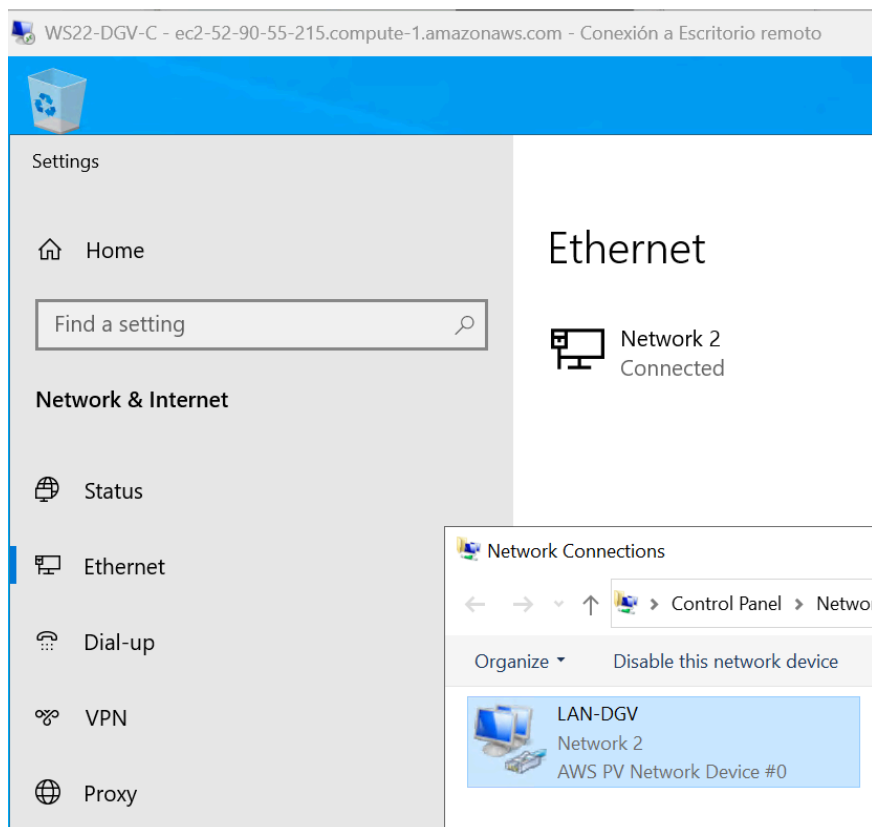 WS22-DGV-C - ec2-52-90-55-215.compute-1.amazonaws.com - Conexión a Escritorio remoto
Settings
Home
Find a setting
Network & Internet
Status
Ethernet
Dial-up
VPN
Proxy
Ethernet
Network 2
Connected
Network Connections
Control Panel > Netwo
Organize
Disable this network device
LAN-DGV
Network 2
AWS PV Network Device #0